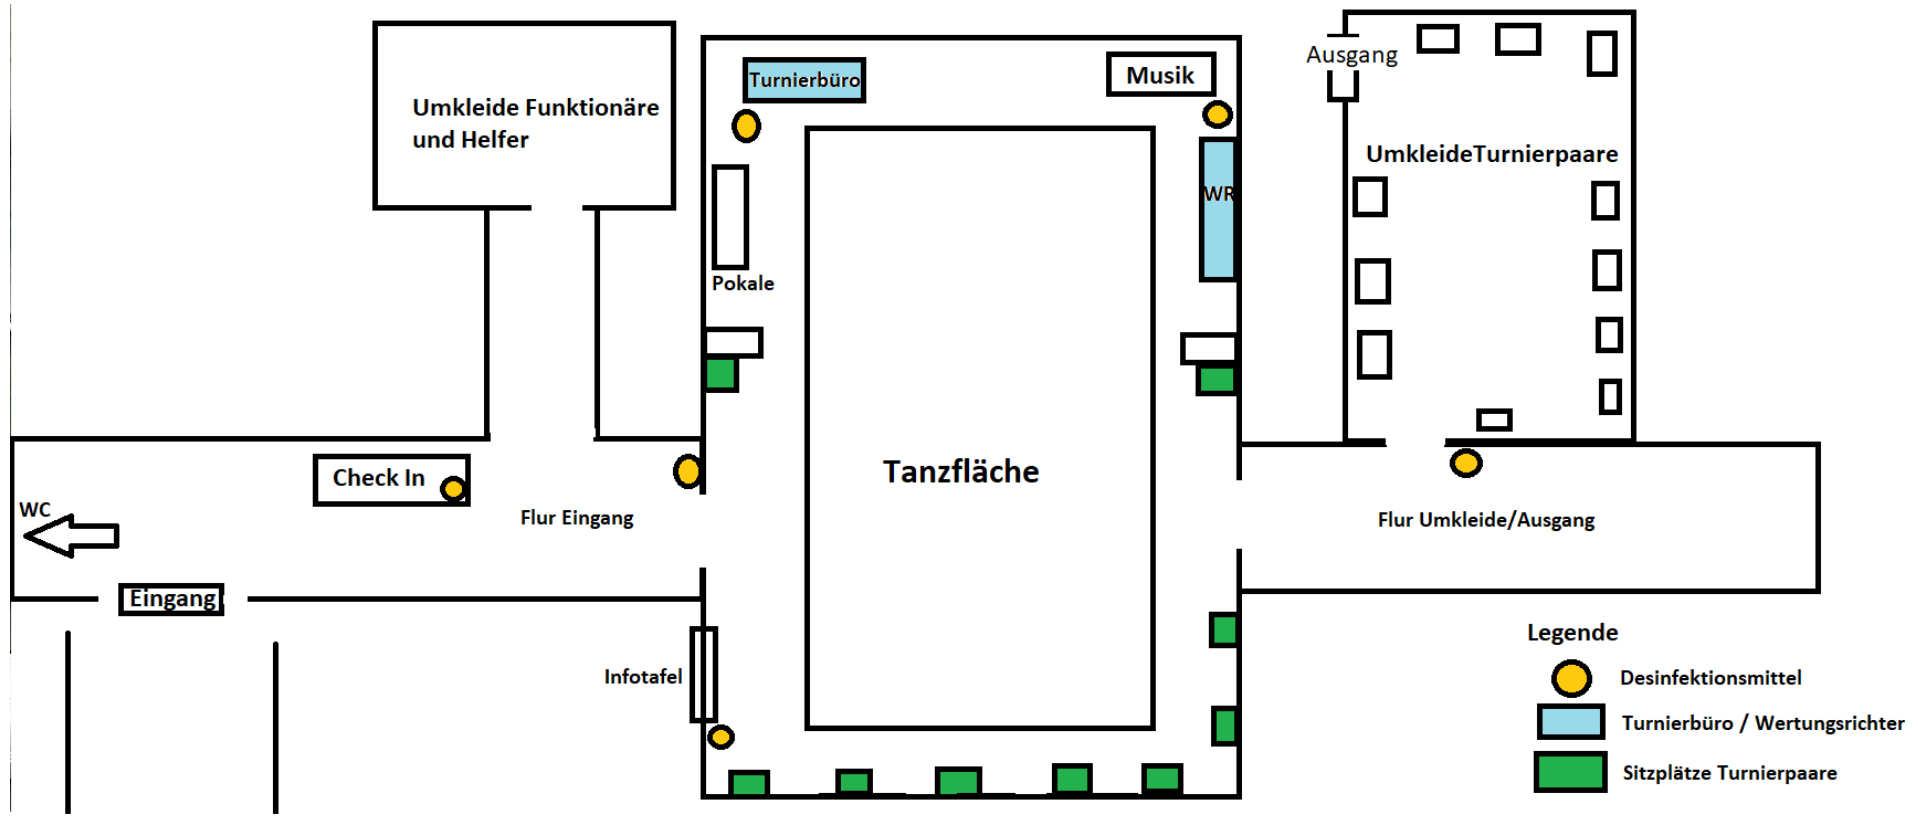 Ausgang
Turnierbüro
Musik
Umkleide Funktionäre
und Helfer
UmkleideTurnierpaare
WR
Pokale
Check In
Tanzfläche
WC
Flur Eingang
Flur Umkleide/Ausgang
Eingang
Infotafel
Legende
Desinfektionsmittel
Turnierbüro / Wertungsrichter
Sitzplätze Turnierpaare